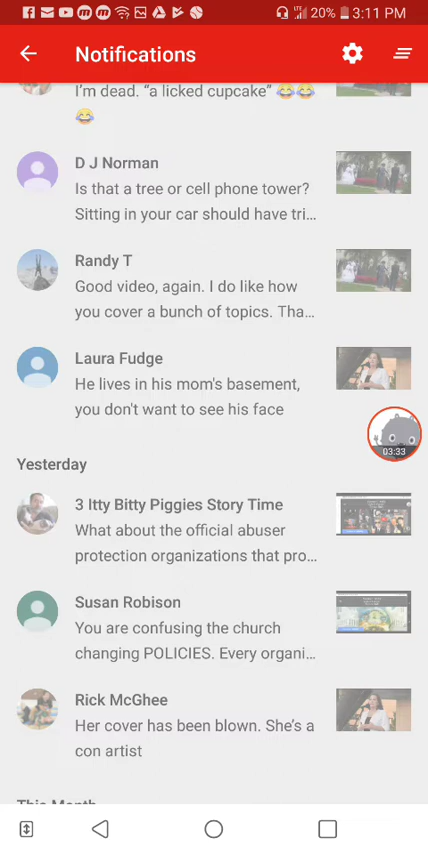 20% 3:11 PM
Notifications
I'm dead. “a licked cupcake” 😂😂
😂
D J Norman
Is that a tree or cell phone tower?
Sitting in your car should have tri...
Randy T
Good video, again. I do like how
you cover a bunch of topics. Tha...
Laura Fudge
He lives in his mom's basement,
you don't want to see his face
03:33
Yesterday
3 Itty Bitty Piggies Story Time
What about the official abuser
protection organizations that pro...
Susan Robison
You are confusing the church
changing POLICIES. Every organi...
Rick McGhee
Her cover has been blown. She's a
con artist
This Month